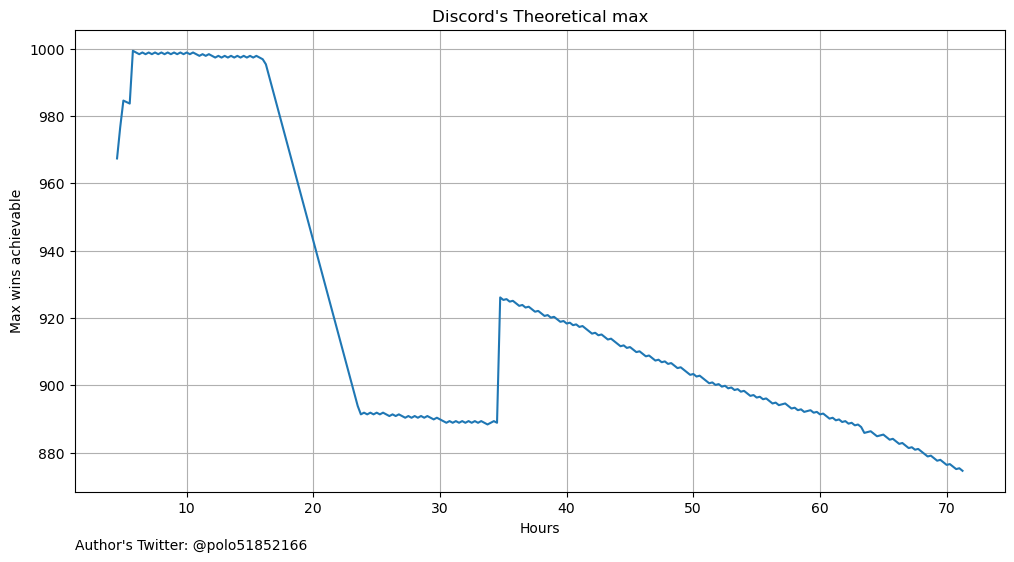 Discord's Theoretical max
Max wins achievable
1000
980
960
940
920
900
880
10 20 30 40 50 60 70
Hours
Author's Twitter: @polo51852166